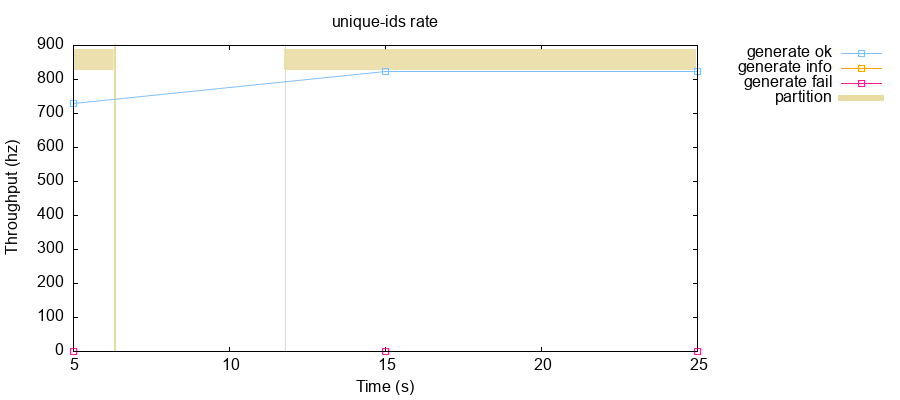 unique-ids rate
900
800
700
600
500
400
300
200
100
0
Throughput (hz)
5
10
15
20
25
Time (s)
generate ok
generate info
generate fail
partition